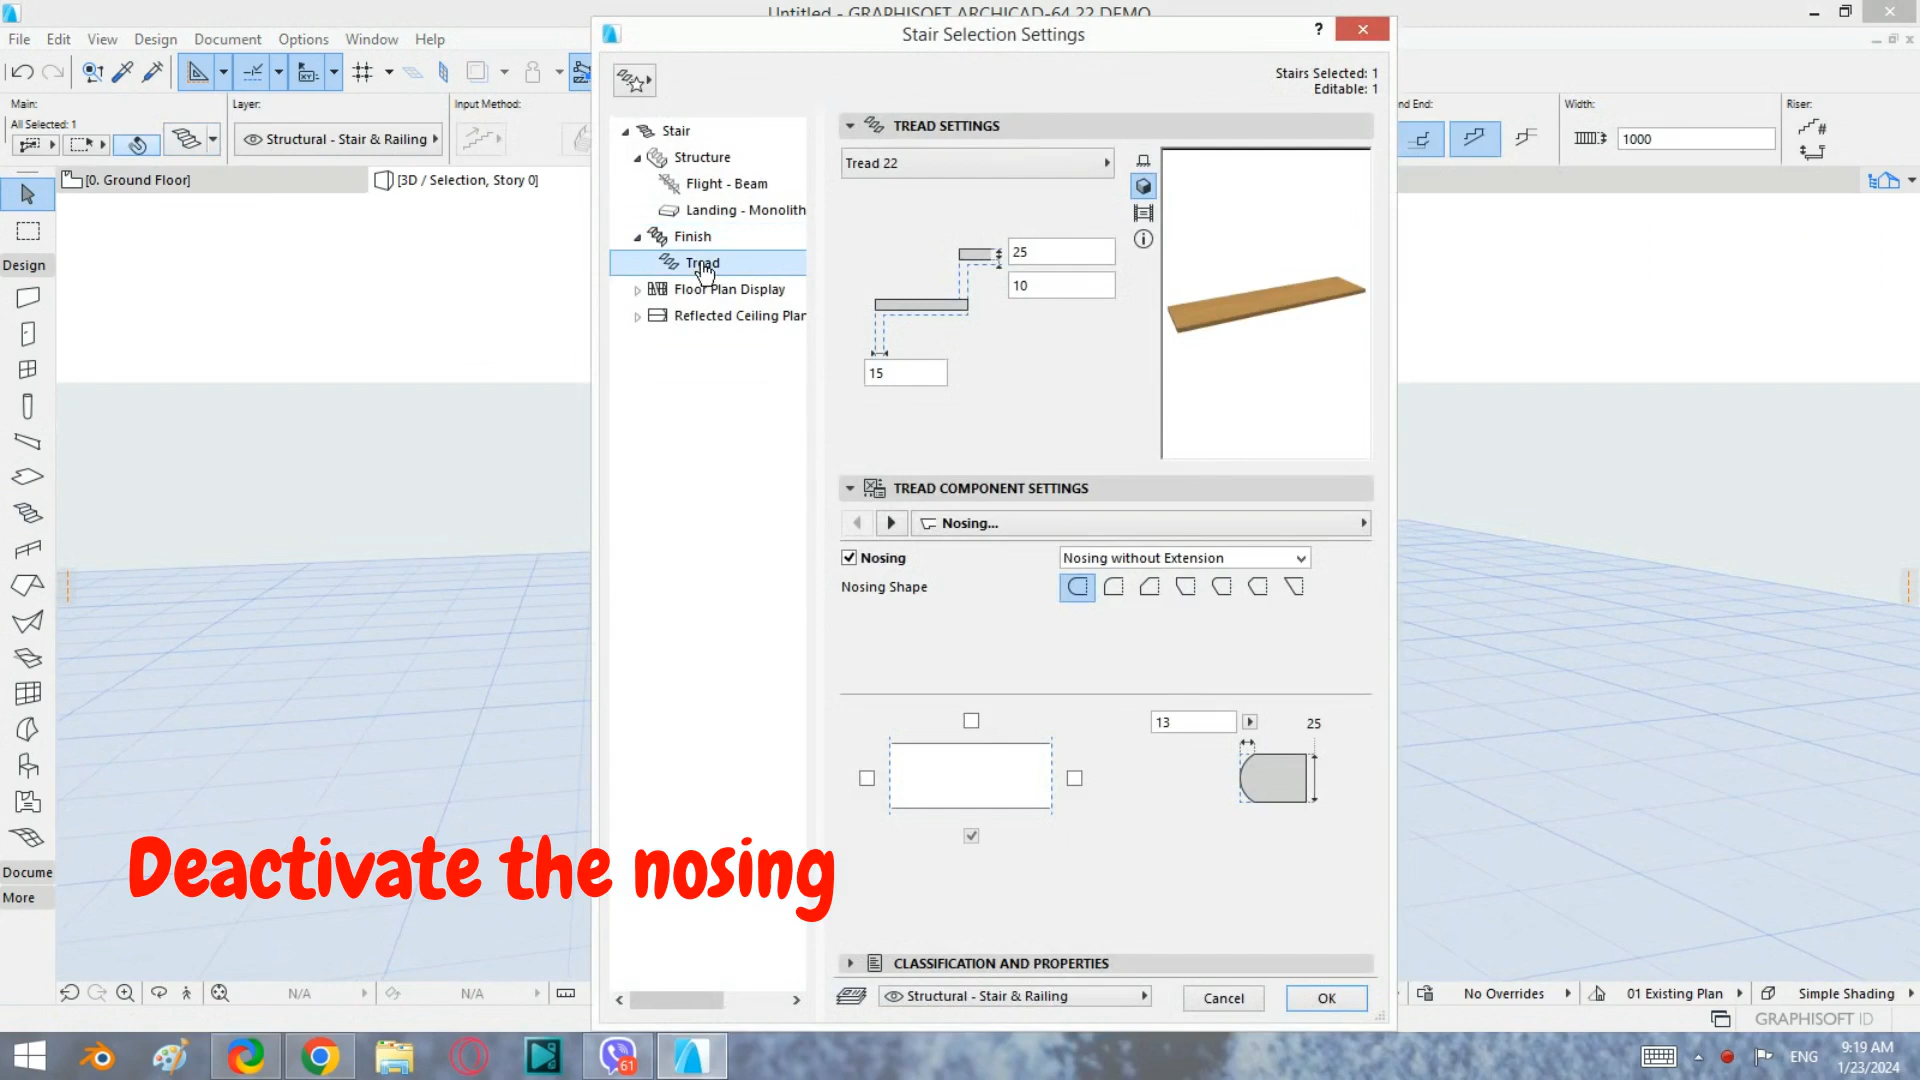 Untitled - GRAPHISOFT ARCHICAD-64 22 DEMO
File Edit View Design Document Options Window Help
Stair Selection Settings
?
Stairs Selected: 1
Editable: 1
Main:
All Selected: 1
Layer:
Structural - Stair & Railing
Input Method:
nd End:
Width:
1000
Riser:
[0. Ground Floor]
[3D / Selection, Story 0]
Design
Docume
More
Stair
Structure
Flight - Beam
Landing - Monolith
Finish
Tread
Floor Plan Display
Reflected Ceiling Plan
TREAD SETTINGS
Tread 22
25
10
15
TREAD COMPONENT SETTINGS
Nosing...
Nosing
Nosing without Extension
Nosing Shape
13
25
Deactivate the nosing
CLASSIFICATION AND PROPERTIES
Structural - Stair & Railing
Cancel
OK
N/A
N/A
No Overrides
01 Existing Plan
Simple Shading
GRAPHISOFT ID
61
ENG
9:19 AM
1/23/2024